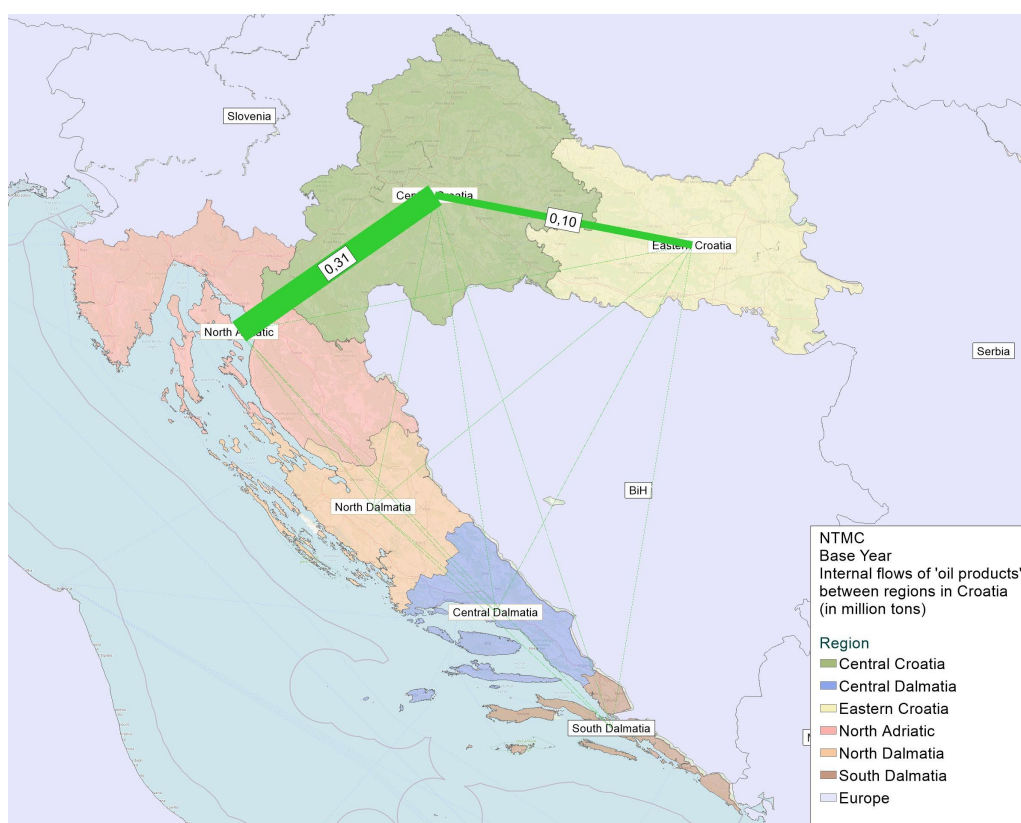 Slovenia
Central Croatia
0,10
Eastern Croatia
0,31
North Adriatic
Serbia
BiH
North Dalmatia
Central Dalmatia
South Dalmatia
NTMC
Base Year
Internal flows of 'oil products'
between regions in Croatia
(in million tons)
Region
Central Croatia
Central Dalmatia
Eastern Croatia
North Adriatic
North Dalmatia
South Dalmatia
Europe